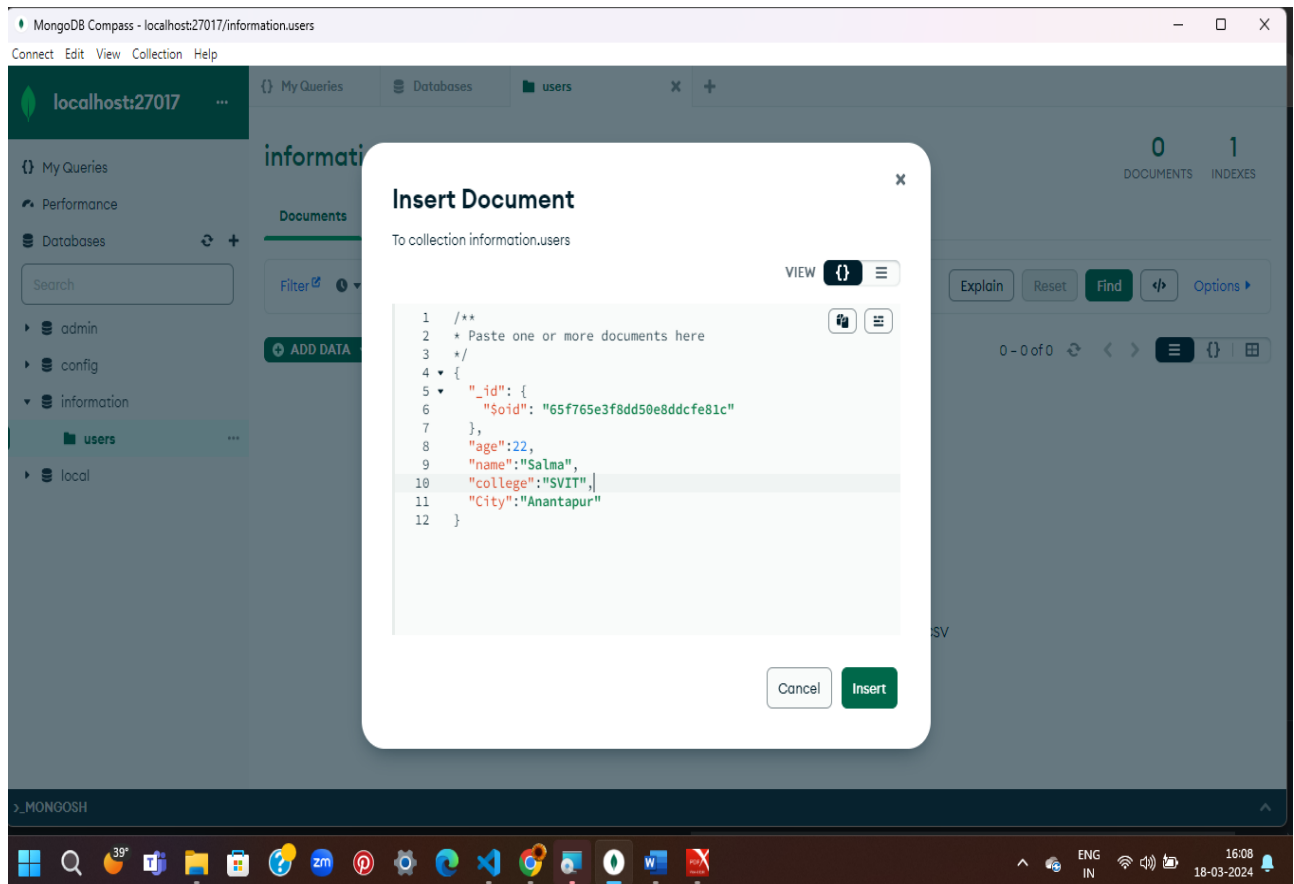 MongoDB Compass - localhost:27017/information.users
Connect Edit View Collection Help
localhost:27017 ...
{} My Queries
Databases
users
My Queries
Performance
Databases
Search
admin
config
information
users
local
informati
0 1
DOCUMENTS INDEXES
Documents
Filter
Explain
Reset
Find
Options
ADD DATA
0 – 0 of 0
Insert Document
To collection information.users
VIEW {}
1 /**
2 * Paste one or more documents here
3 */
4 {
5 "_id": {
6 "$oid": "65f765e3f8dd50e8ddcfe81c"
7 },
8 "age":22,
9 "name":"Salma",
10 "college":"SVIT",
11 "City":"Anantapur"
12 }
CSV
Cancel
Insert
>_MONGOSH
39°
zm
ENG
IN
16:08
18-03-2024